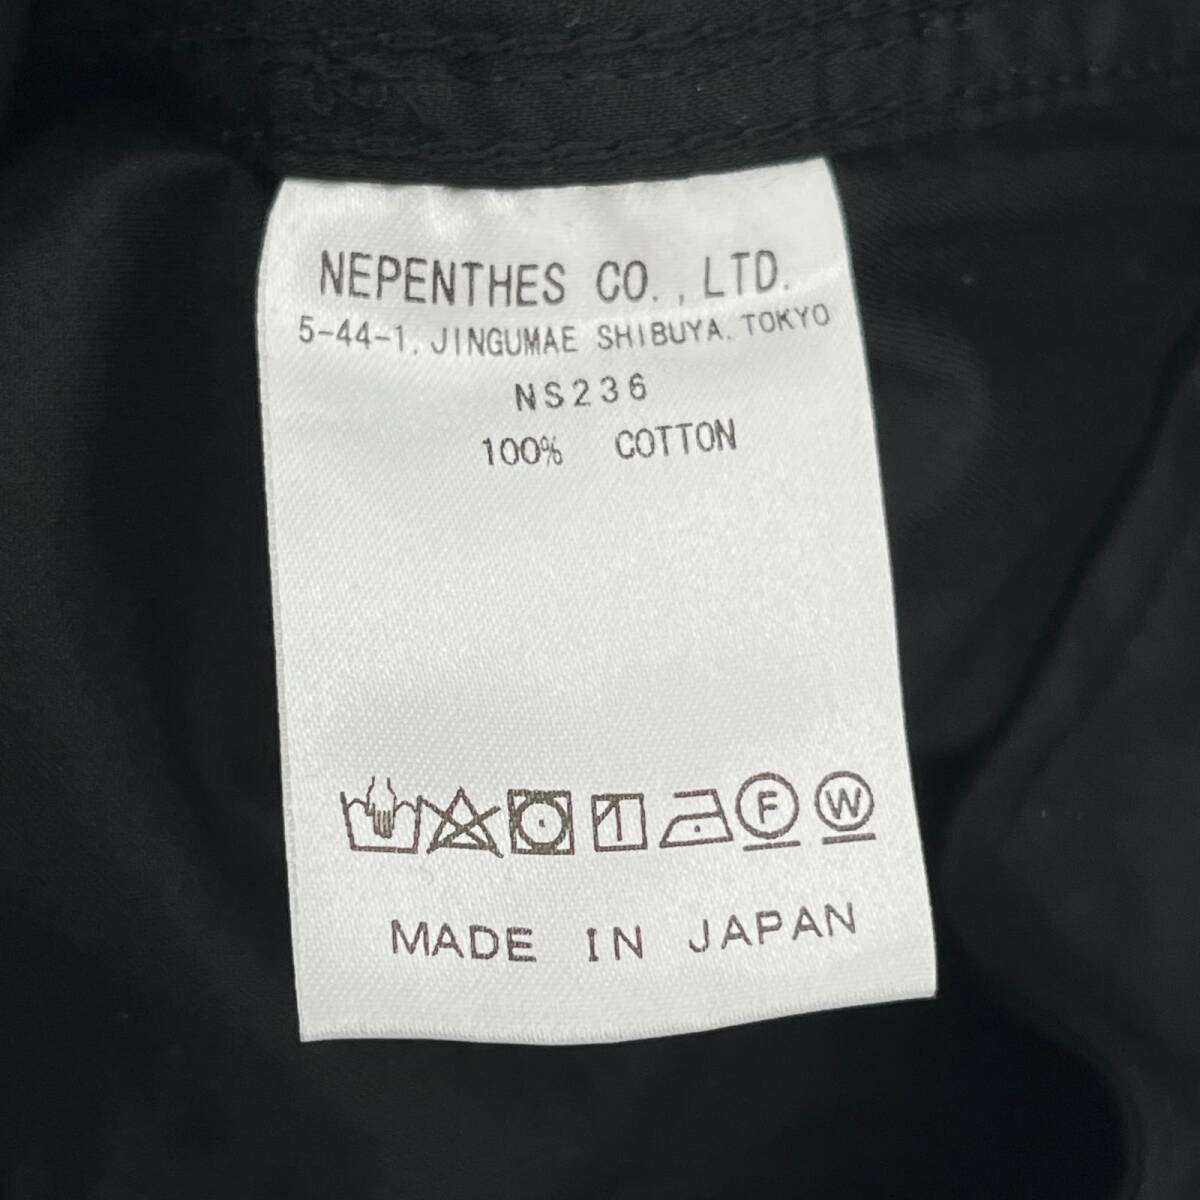 NEPENTHES CO., LTD.
5-44-1. JINGUMAE SHIBUYA. TOKYO
NS236
100% COTTON
F W
MADE IN JAPAN